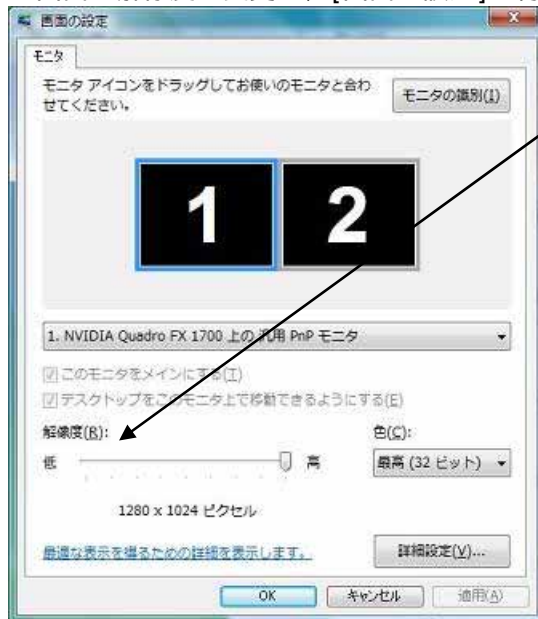 画面の設定
モニタ
モニタ アイコンをドラッグしてお使いのモニタと合わ
せてください。
モニタの識別(I)
1
2
1. NVIDIA Quadro FX 1700 上の 汎用 PnP モニタ
このモニタをメインにする(I)
デスクトップをこのモニタ上で移動できるようにする(E)
解像度(R):
色(C):
低
高
最高 (32 ビット)
1280 x 1024 ピクセル
最適な表示を得るための詳細を表示します。
詳細設定(V)...
OK
キャンセル
適用(A)